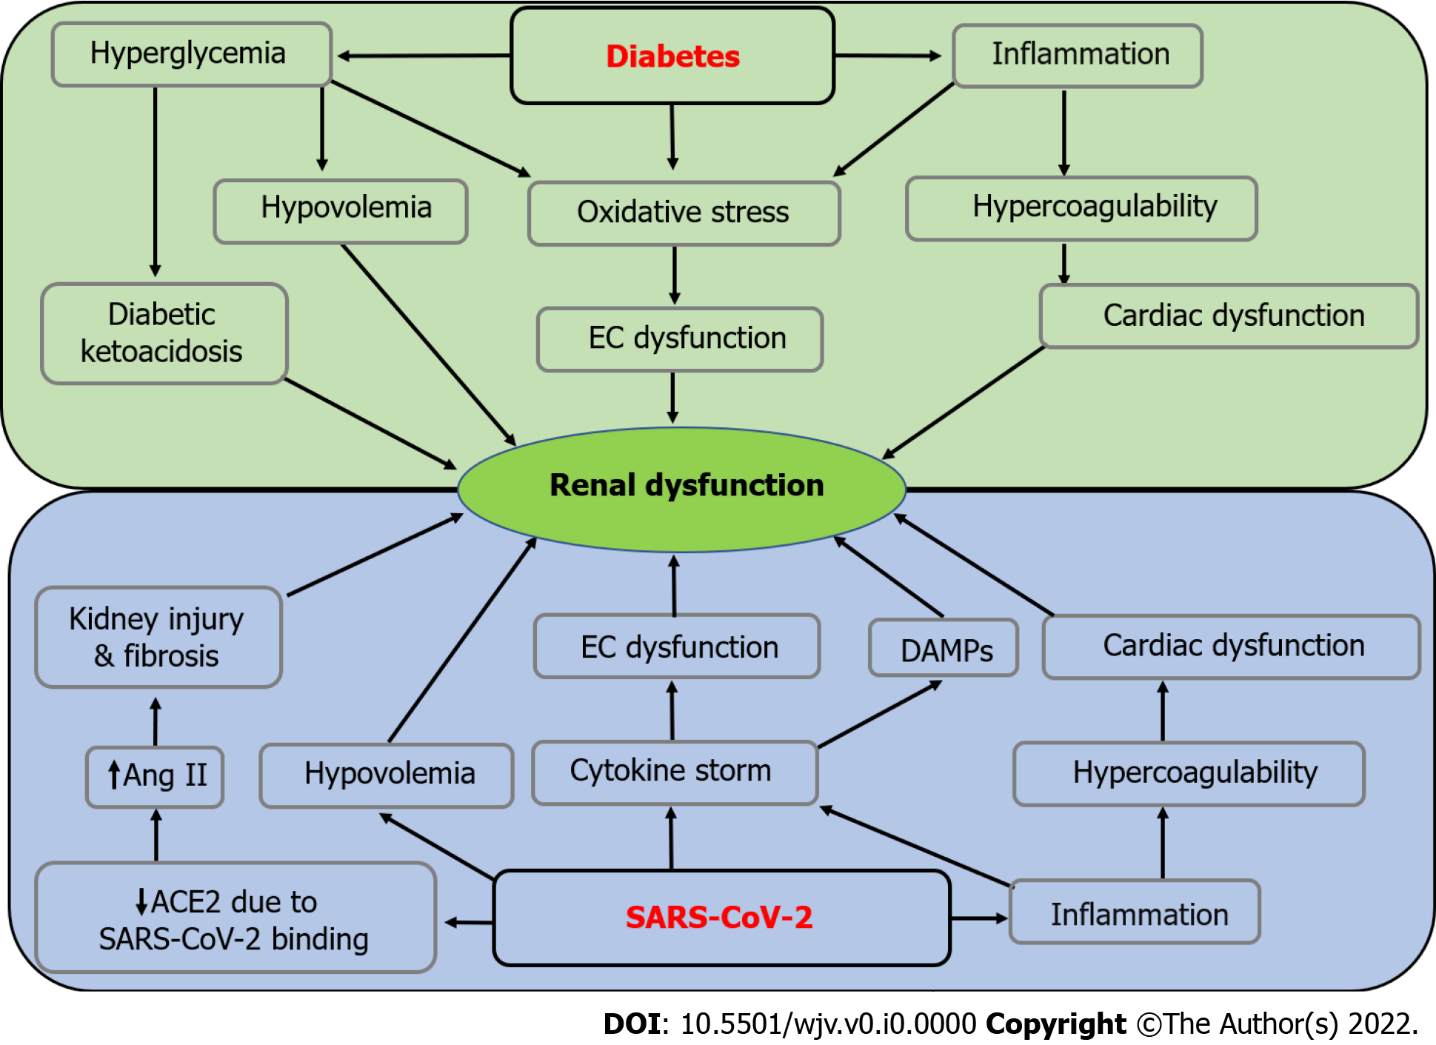 Hyperglycemia
Diabetes
Inflammation
Hypovolemia
Oxidative stress
Hypercoagulability
Diabetic
ketoacidosis
EC dysfunction
Cardiac dysfunction
Renal dysfunction
Kidney injury
& fibrosis
EC dysfunction
DAMPs
Cardiac dysfunction
↑Ang II
Hypovolemia
Cytokine storm
Hypercoagulability
↓ACE2 due to
SARS-CoV-2 binding
SARS-CoV-2
Inflammation
DOI: 10.5501/wjv.v0.i0.0000 Copyright ©The Author(s) 2022.